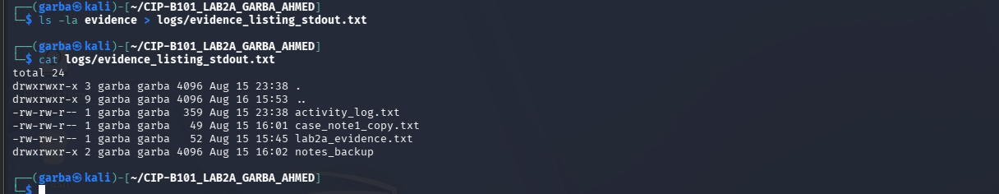 ┌──(garba㉿kali)-[~/CIP-B101_LAB2A_GARBA_AHMED]
└─$ ls -la evidence > logs/evidence_listing_stdout.txt
┌──(garba㉿kali)-[~/CIP-B101_LAB2A_GARBA_AHMED]
└─$ cat logs/evidence_listing_stdout.txt
total 24
drwxrwxr-x 3 garba garba 4096 Aug 15 23:38 .
drwxrwxr-x 9 garba garba 4096 Aug 16 15:53 ..
-rw-rw-r-- 1 garba garba  359 Aug 15 23:38 activity_log.txt
-rw-rw-r-- 1 garba garba   49 Aug 15 16:01 case_note1_copy.txt
-rw-rw-r-- 1 garba garba   52 Aug 15 15:45 lab2a_evidence.txt
drwxrwxr-x 2 garba garba 4096 Aug 15 16:02 notes_backup
┌──(garba㉿kali)-[~/CIP-B101_LAB2A_GARBA_AHMED]
└─$